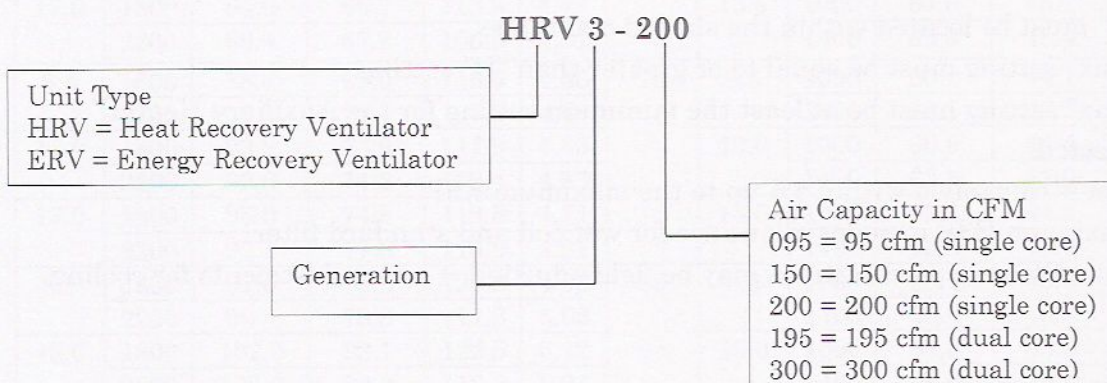 HRV 3 - 200
Unit Type
HRV = Heat Recovery Ventilator
ERV = Energy Recovery Ventilator
Generation
Air Capacity in CFM
095 = 95 cfm (single core)
150 = 150 cfm (single core)
200 = 200 cfm (single core)
195 = 195 cfm (dual core)
300 = 300 cfm (dual core)